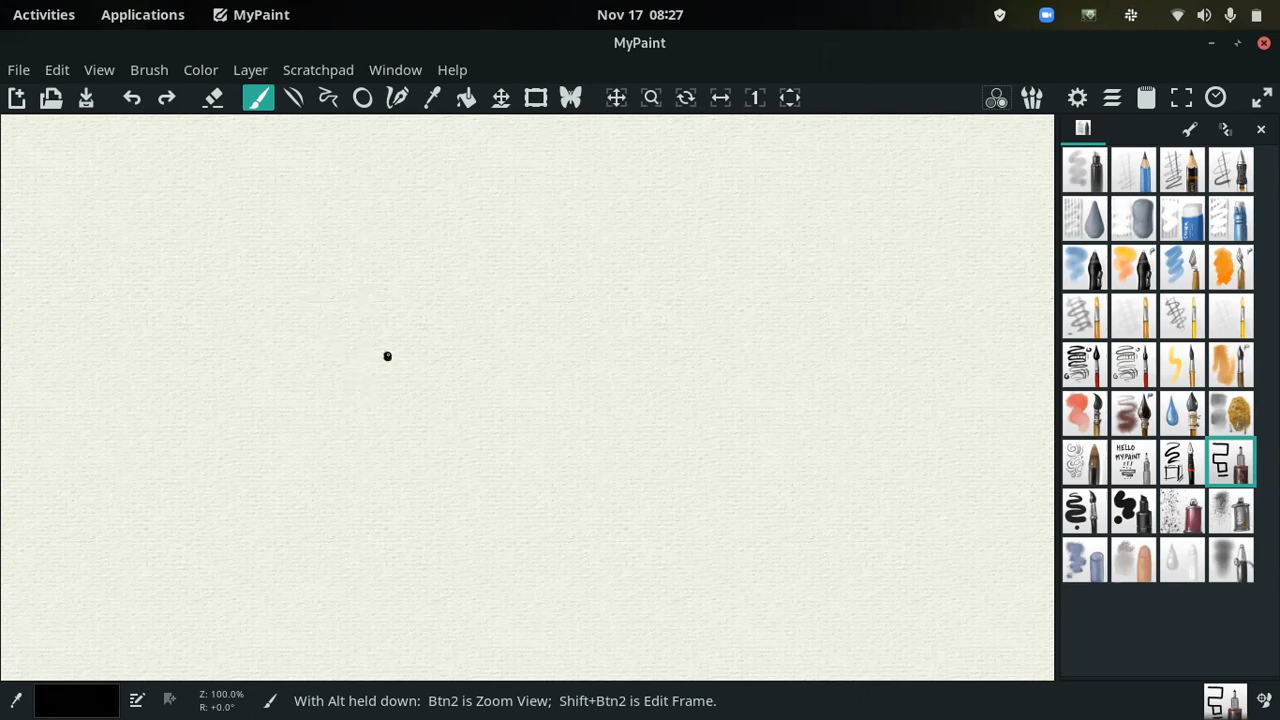 Activities Applications MyPaint Nov 17 08:27
MyPaint
File Edit View Brush Color Layer Scratchpad Window Help
1
HELLO
MYPAINT
!!!
Z: 100.0%
R: +0.0°
With Alt held down: Btn2 is Zoom View; Shift+Btn2 is Edit Frame.